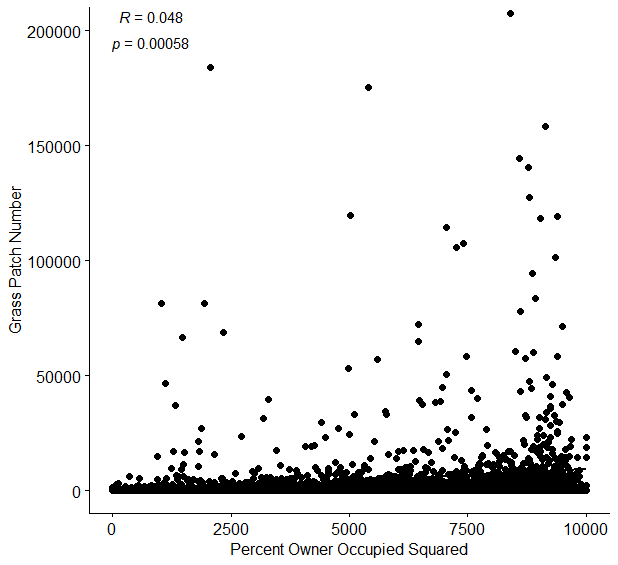 R = 0.048
p = 0.00058
200000
150000
100000
50000
0
Grass Patch Number
0 2500 5000 7500 10000
Percent Owner Occupied Squared